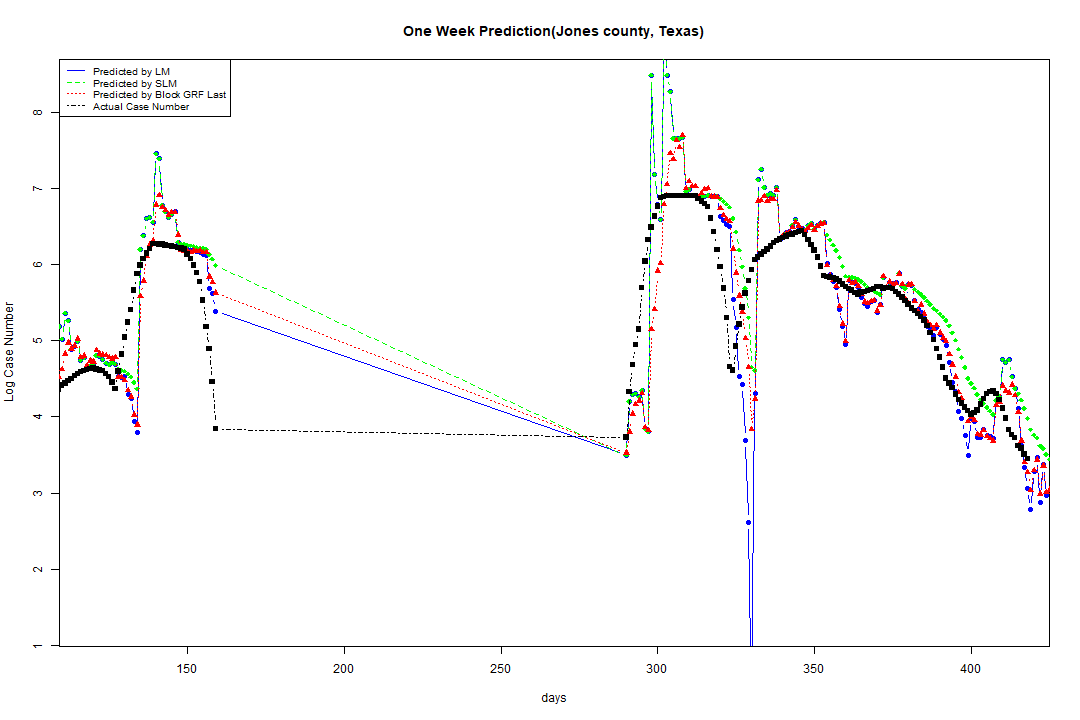 One Week Prediction(Jones county, Texas)
Predicted by LM
Predicted by SLM
Predicted by Block GRF Last
Actual Case Number
Log Case Number
8
7
6
5
4
3
2
1
150 200 250 300 350 400
days